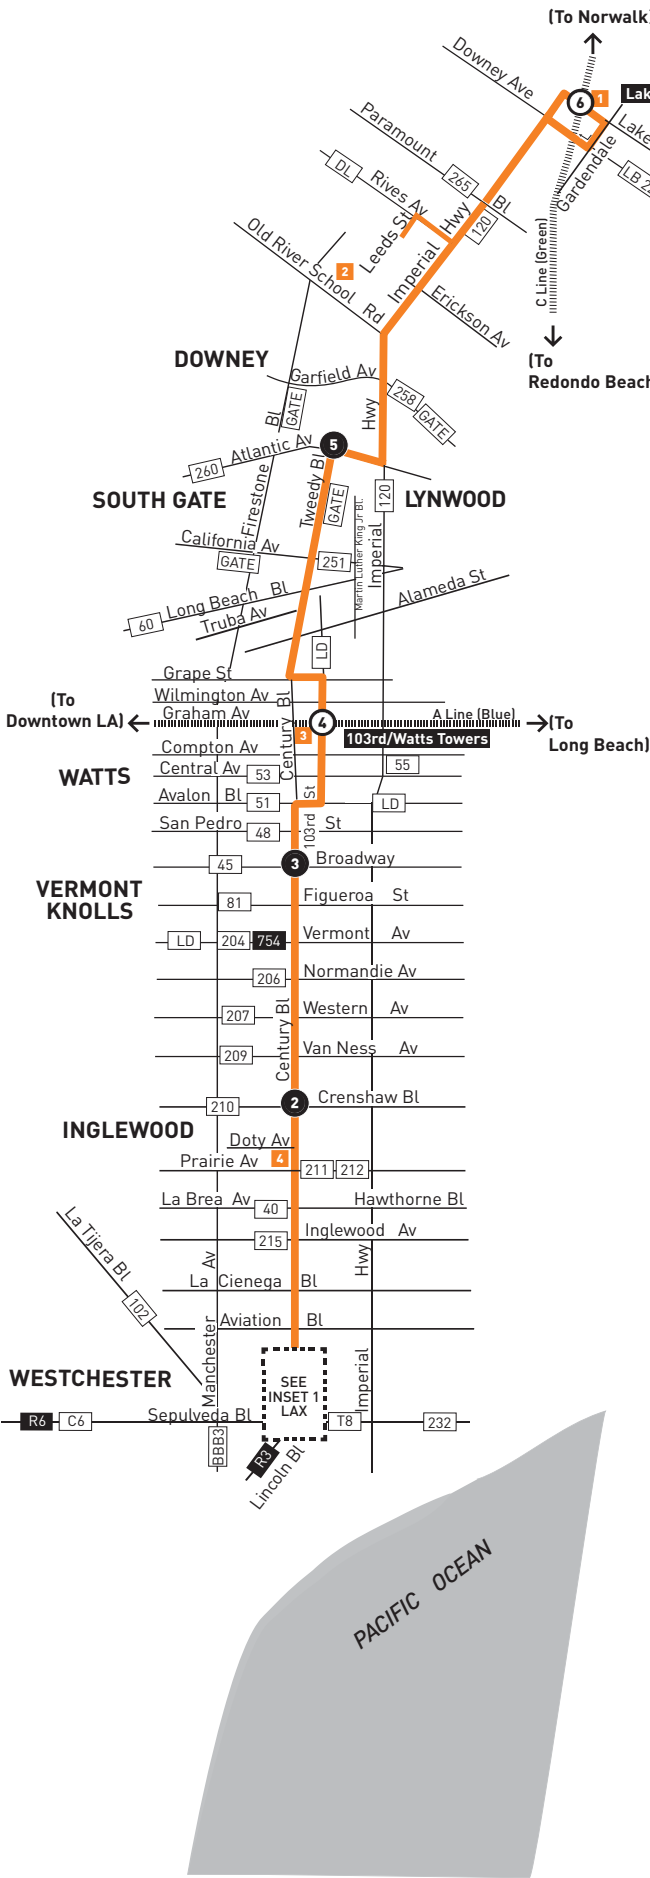 (To Norwalk)
Downey Ave
6
1
Lak
Lake
Paramount
Bl
265
120
DL
Rives Av
Leeds St
Imperial Hwy
Gardendale
LB 2
C Line (Green)
Old River School Rd
2
Erickson Av
(To
Redondo Beach
DOWNEY
Garfield Av
Bl
GATE
Hwy
258
GATE
5
Atlantic Av
260
SOUTH GATE
Firestone
Tweedy Bl
GATE
120
LYNWOOD
California Av
GATE
251
Martin Luther King Jr Bl.
Imperial
Long Beach Bl
60
Truba Av
Alameda St
LD
Grape St
Wilmington Av
(To
Downtown LA)
Graham Av
Century Bl
4
3
A Line (Blue)
103rd/Watts Towers
(To
Long Beach)
Compton Av
WATTS
Central Av
53
55
Avalon Bl
51
103rd St
LD
San Pedro St
48
3
Broadway
45
VERMONT
KNOLLS
81
Figueroa St
LD
204
754
Vermont Av
206
Normandie Av
207
Western Av
Century Bl
209
Van Ness Av
2
Crenshaw Bl
210
INGLEWOOD
Doty Av
Prairie Av
4
211
212
La Brea Av
40
Hawthorne Bl
215
Inglewood Av
La Tijera Bl
102
Manchester Av
Imperial Hwy
La Cienega Bl
Aviation Bl
WESTCHESTER
SEE
INSET 1
LAX
R6
C6
Sepulveda Bl
T8
232
BBB3
R3
Lincoln Bl
PACIFIC OCEAN